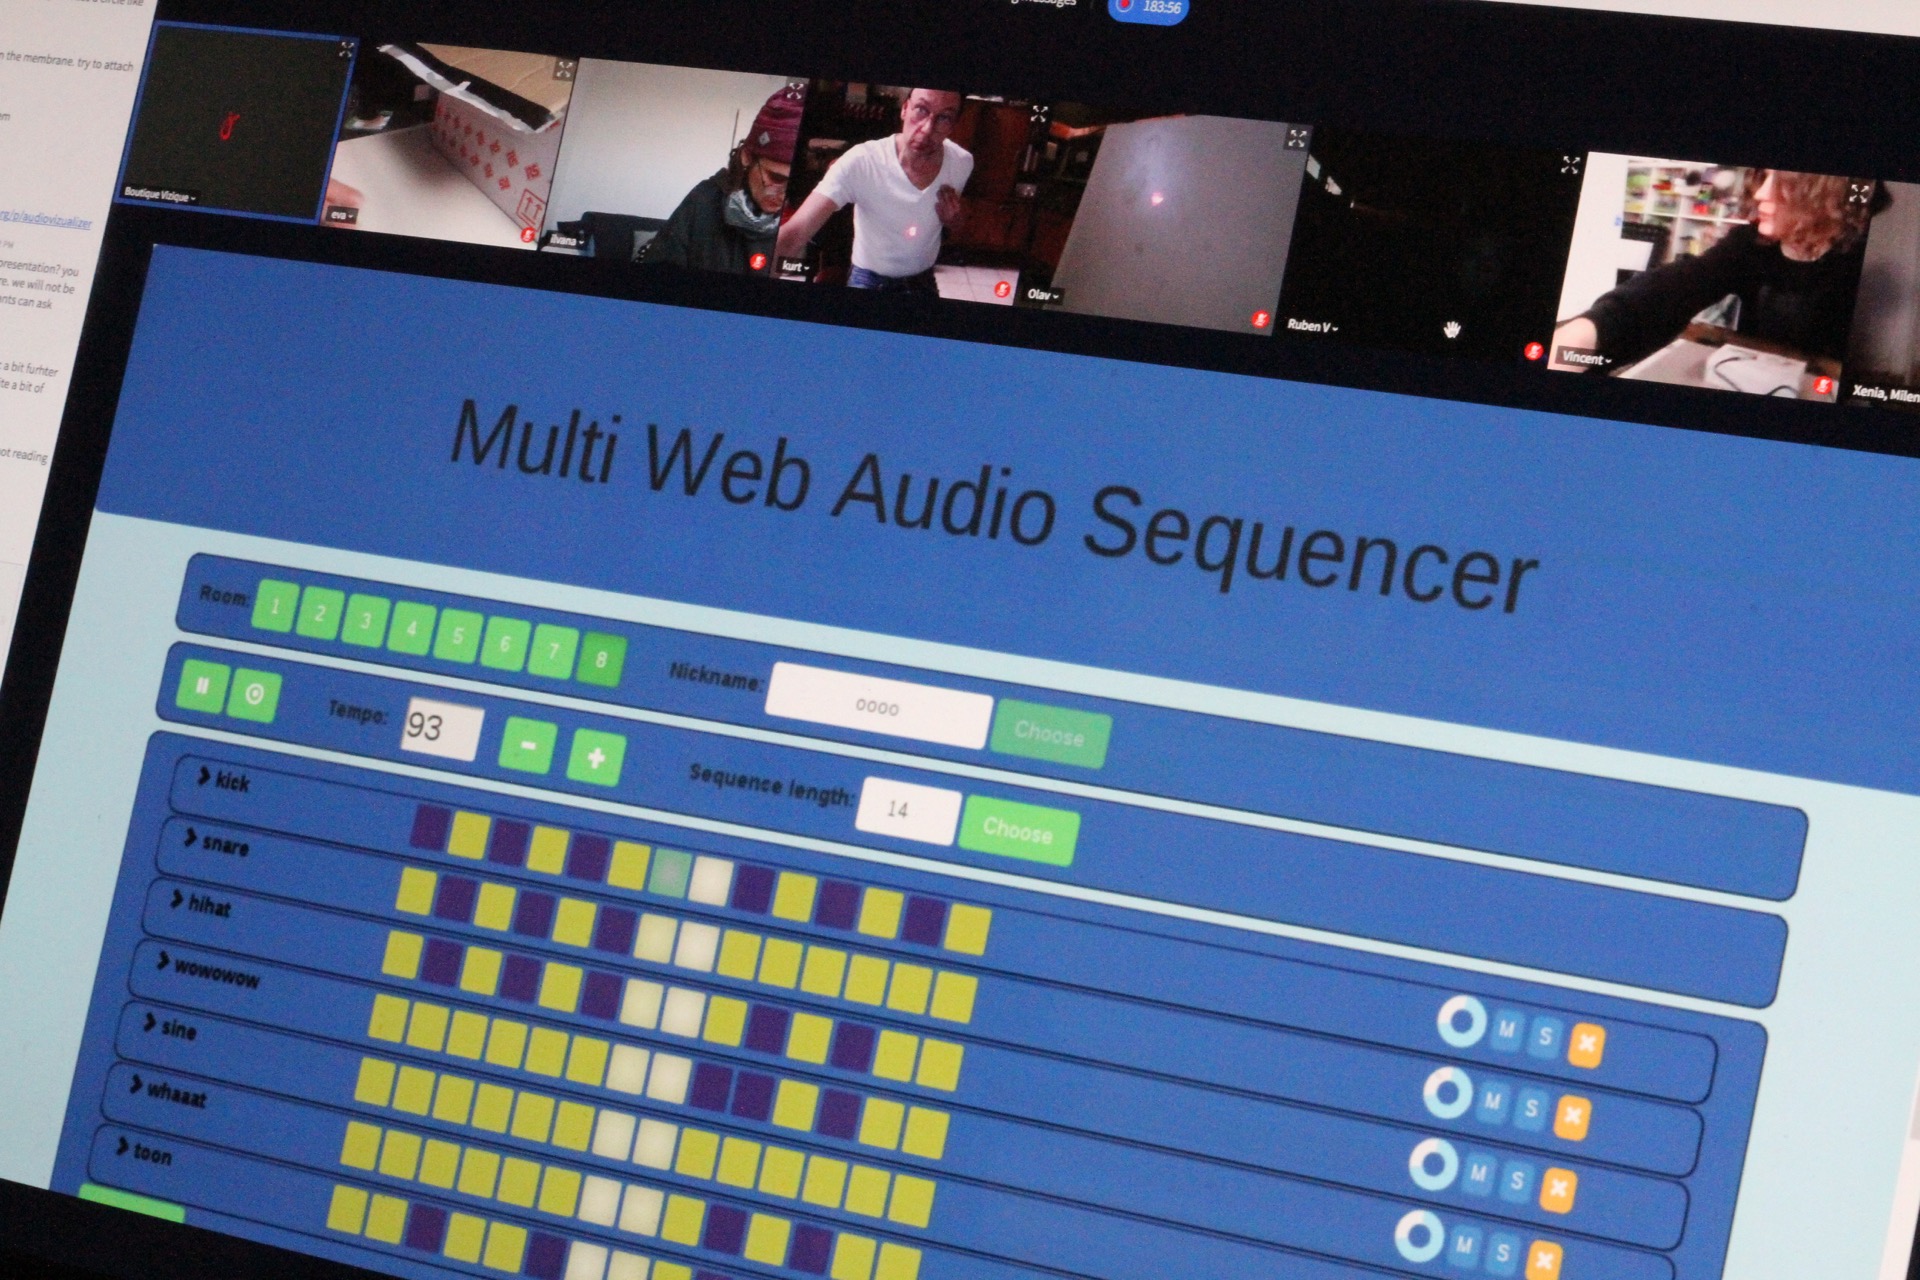 183:56
n the membrane. try to attach
Boutique Vizique
eva
ilvana
kurt
Olav
Ruben V
Vincent
Xenia, Milen
rg/p/audiovizualizer
PM
presentation? you
re, we will not be
nts can ask
a bit furhter
ite a bit of
ot reading
Multi Web Audio Sequencer
Room: 1 2 3 4 5 6 7 8
Nickname: oooo Choose
Tempo: 93 - +
Sequence length: 14 Choose
kick
snare
hihat
wowowow
sine
whaaat
toon
M S
M S
M S
M S